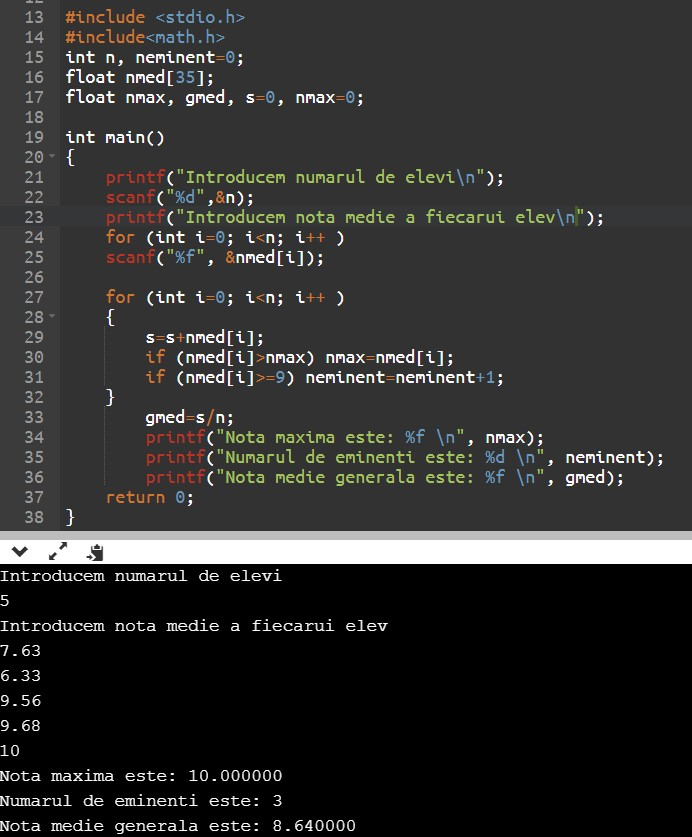 12
13 #include <stdio.h>
14 #include<math.h>
15 int n, neminent=0;
16 float nmed[35];
17 float nmax, gmed, s=0, nmax=0;
18
19 int main()
20 {
21 printf("Introducem numarul de elevi\n");
22 scanf("%d",&n);
23 printf("Introducem nota medie a fiecarui elev\n");
24 for (int i=0; i<n; i++ )
25 scanf("%f", &nmed[i]);
26
27 for (int i=0; i<n; i++ )
28 {
29 s=s+nmed[i];
30 if (nmed[i]>nmax) nmax=nmed[i];
31 if (nmed[i]>=9) neminent=neminent+1;
32 }
33 gmed=s/n;
34 printf("Nota maxima este: %f \n", nmax);
35 printf("Numarul de eminenti este: %d \n", neminent);
36 printf("Nota medie generala este: %f \n", gmed);
37 return 0;
38 }
Introducem numarul de elevi
5
Introducem nota medie a fiecarui elev
7.63
6.33
9.56
9.68
10
Nota maxima este: 10.000000
Numarul de eminenti este: 3
Nota medie generala este: 8.640000